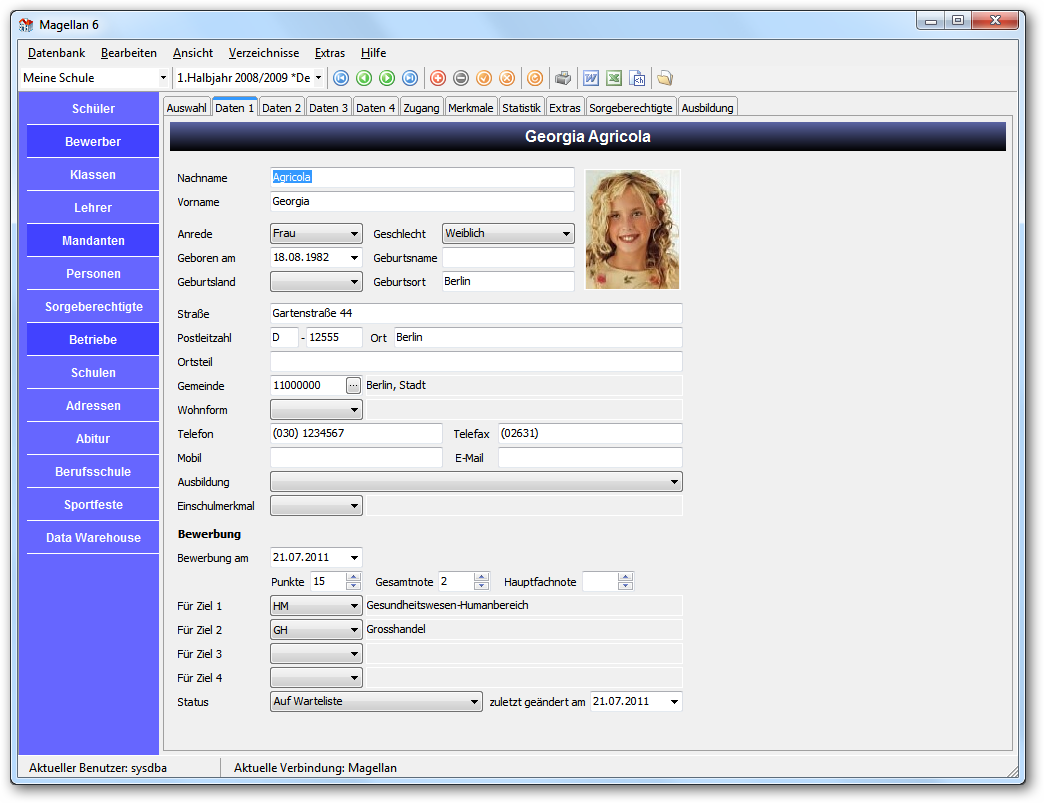 Magellan 6
Datenbank Bearbeiten Ansicht Verzeichnisse Extras Hilfe
Meine Schule 1.Halbjahr 2008/2009 *De
Schüler
Bewerber
Klassen
Lehrer
Mandanten
Personen
Sorgeberechtigte
Betriebe
Schulen
Adressen
Abitur
Berufsschule
Sportfeste
Data Warehouse
Auswahl Daten 1 Daten 2 Daten 3 Daten 4 Zugang Merkmale Statistik Extras Sorgeberechtigte Ausbildung
Georgia Agricola
Nachname Agricola
Vorname Georgia
Anrede Frau Geschlecht Weiblich
Geboren am 18.08.1982 Geburtsname
Geburtsland Geburtsort Berlin
Straße Gartenstraße 44
Postleitzahl D - 12555 Ort Berlin
Ortsteil
Gemeinde 11000000 ... Berlin, Stadt
Wohnform
Telefon (030) 1234567 Telefax (02631)
Mobil E-Mail
Ausbildung
Einschulmerkmal
Bewerbung
Bewerbung am 21.07.2011
Punkte 15 Gesamtnote 2 Hauptfachnote
Für Ziel 1 HM Gesundheitswesen-Humanbereich
Für Ziel 2 GH Grosshandel
Für Ziel 3
Für Ziel 4
Status Auf Warteliste zuletzt geändert am 21.07.2011
Aktueller Benutzer: sysdba Aktuelle Verbindung: Magellan